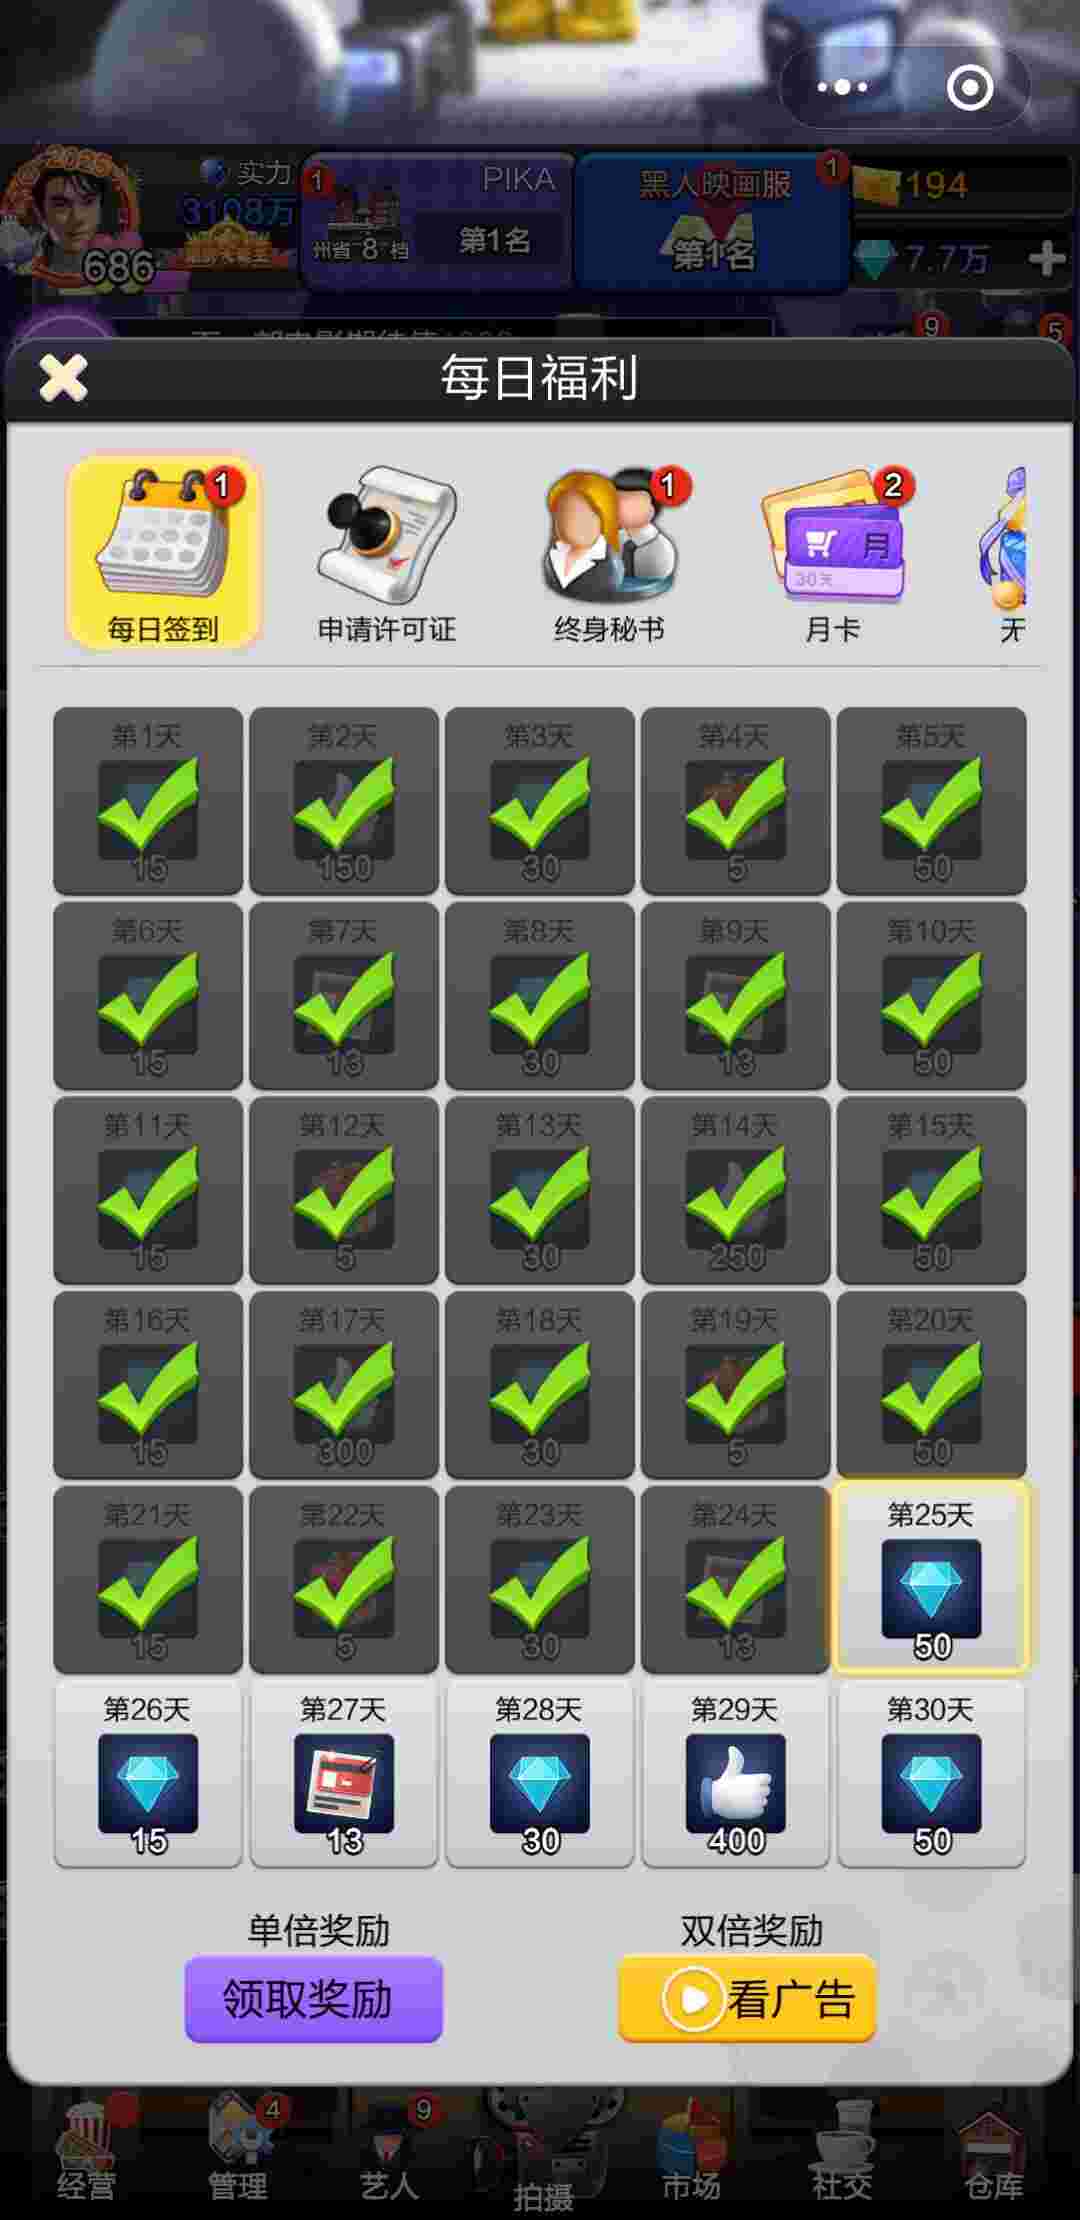 实力
3108万
686
1
PIKA
州省 8 档
第1名
黑人映画服
1
第1名
194
7.7万
9
5
每日福利
1
每日签到
申请许可证
1
终身秘书
2
月
30天
月卡
无
第1天
15
第2天
150
第3天
30
第4天
5
第5天
50
第6天
15
第7天
13
第8天
30
第9天
13
第10天
50
第11天
15
第12天
5
第13天
30
第14天
250
第15天
50
第16天
15
第17天
300
第18天
30
第19天
5
第20天
50
第21天
15
第22天
5
第23天
30
第24天
13
第25天
50
第26天
15
第27天
13
第28天
30
第29天
400
第30天
50
单倍奖励
双倍奖励
领取奖励
看广告
4
9
经营
管理
艺人
拍摄
市场
社交
仓库